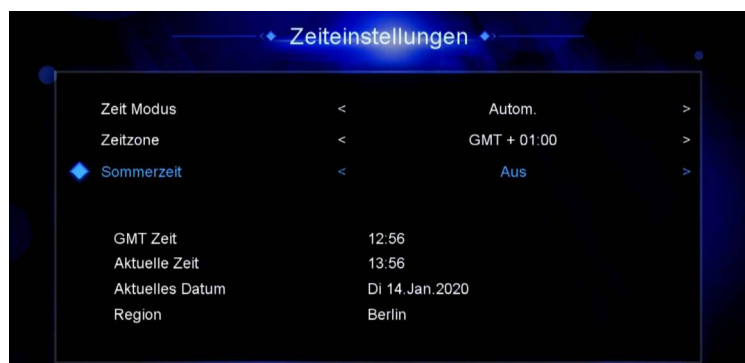 Zeiteinstellungen
Zeit Modus < Autom. >
Zeitzone < GMT + 01:00 >
Sommerzeit < Aus >
GMT Zeit 12:56
Aktuelle Zeit 13:56
Aktuelles Datum Di 14.Jan.2020
Region Berlin